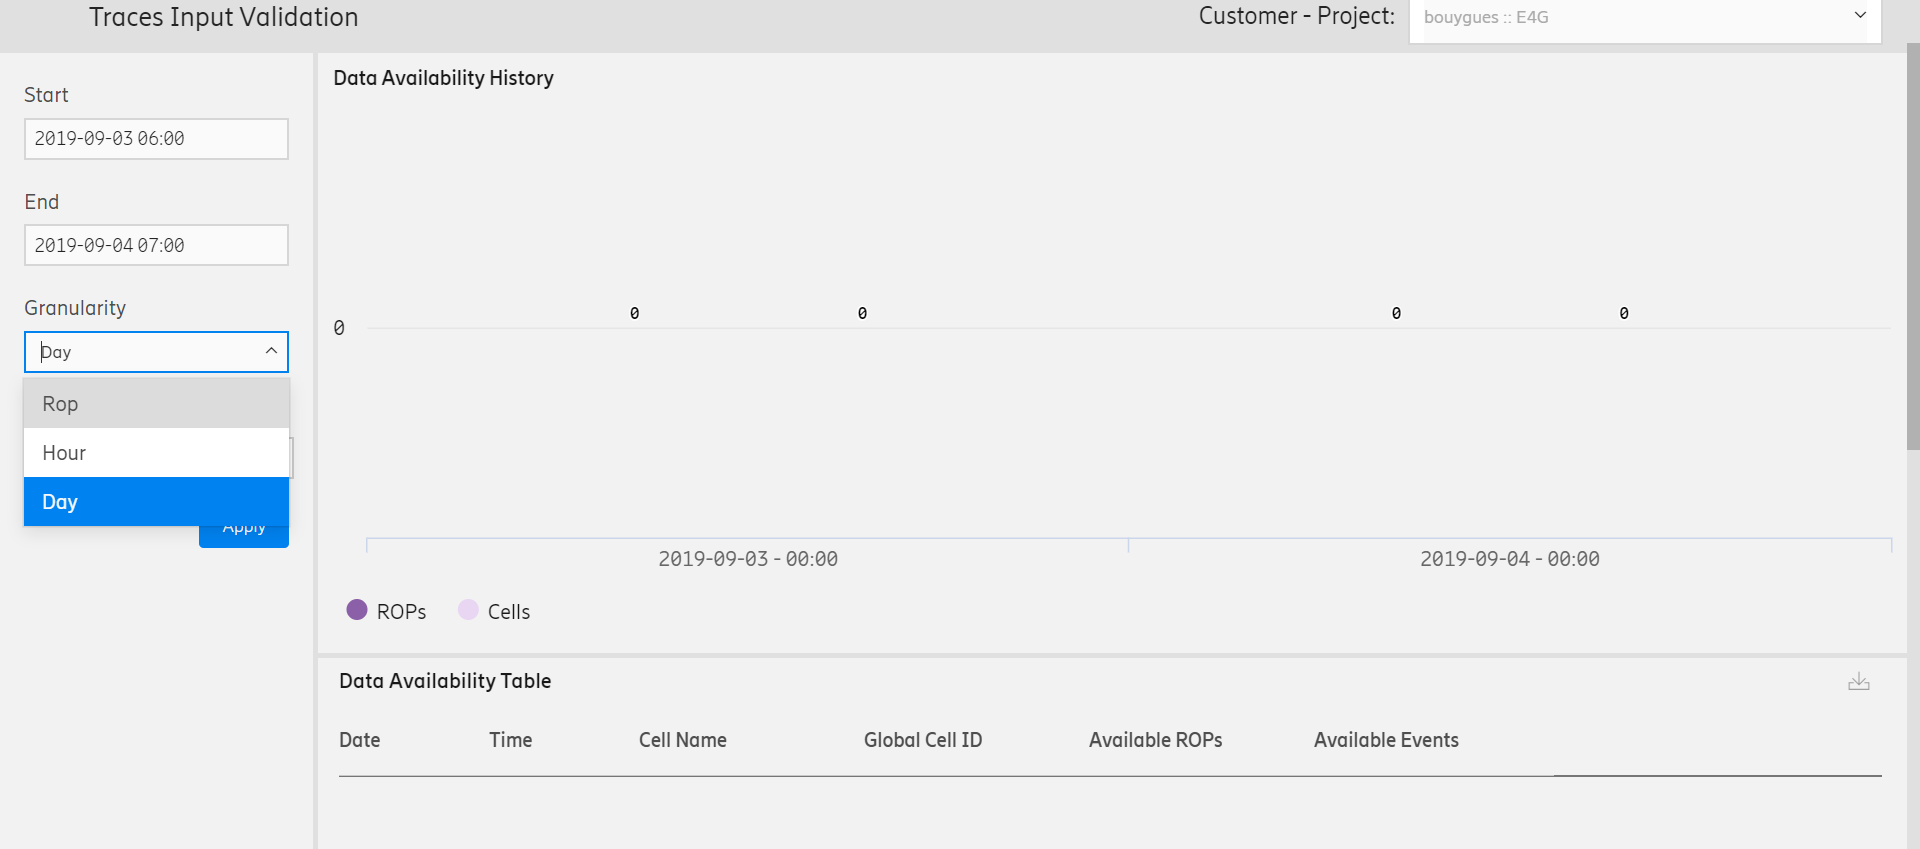 Traces Input Validation
Customer - Project:
bouygues :: E4G
Start
2019-09-03 06:00
End
2019-09-04 07:00
Granularity
Day
Rop
Hour
Day
Apply
Data Availability History
0 0 0 0
0
2019-09-03 - 00:00 2019-09-04 - 00:00
ROPs Cells
Data Availability Table
Date Time Cell Name Global Cell ID Available ROPs Available Events